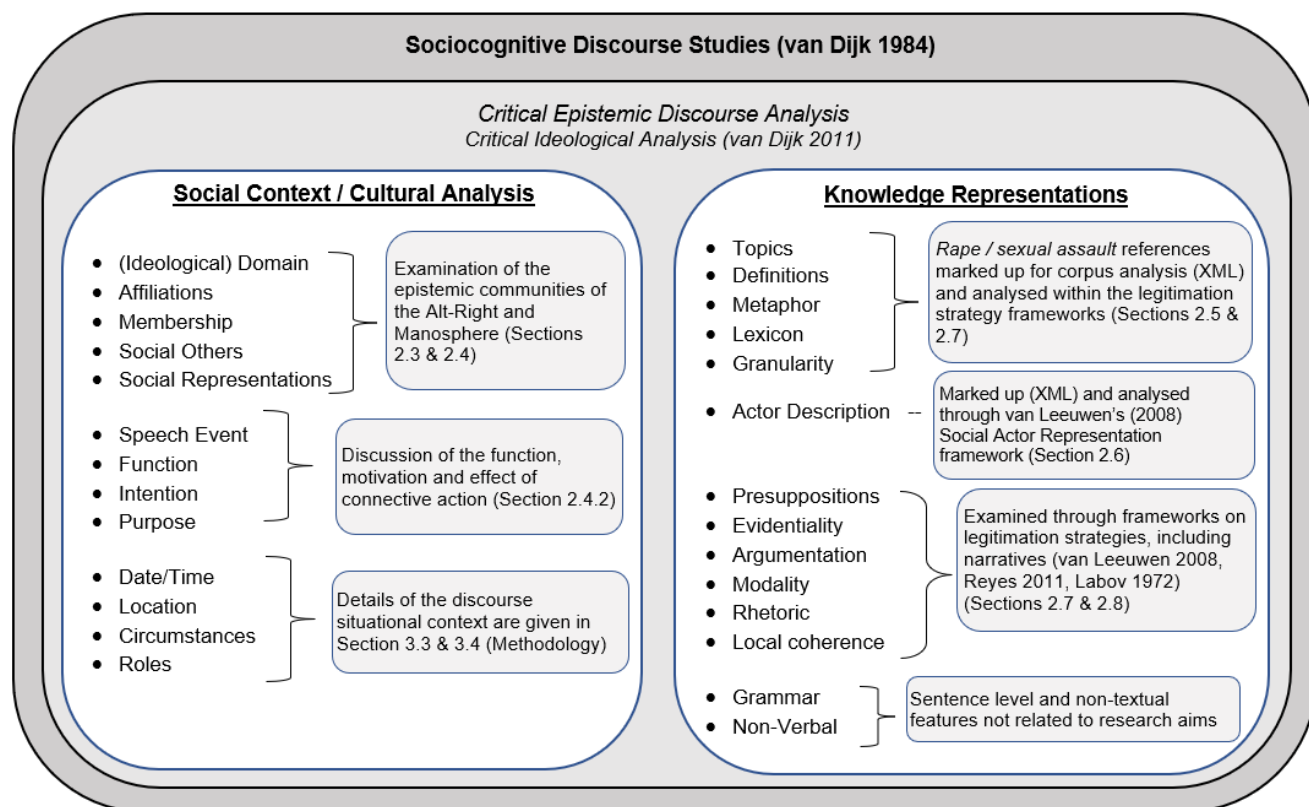 Sociocognitive Discourse Studies (van Dijk 1984)
Critical Epistemic Discourse Analysis
Critical Ideological Analysis (van Dijk 2011)
Social Context / Cultural Analysis
• (Ideological) Domain
• Affiliations
• Membership
• Social Others
• Social Representations
Examination of the
epistemic communities of
the Alt-Right and
Manosphere (Sections
2.3 & 2.4)
• Speech Event
• Function
• Intention
• Purpose
Discussion of the function,
motivation and effect of
connective action (Section 2.4.2)
• Date/Time
• Location
• Circumstances
• Roles
Details of the discourse
situational context are given in
Section 3.3 & 3.4 (Methodology)
Knowledge Representations
• Topics
• Definitions
• Metaphor
• Lexicon
• Granularity
Rape / sexual assault references
marked up for corpus analysis (XML)
and analysed within the legitimation
strategy frameworks (Sections 2.5 &
2.7)
• Actor Description --
Marked up (XML) and analysed
through van Leeuwen's (2008)
Social Actor Representation
framework (Section 2.6)
• Presuppositions
• Evidentiality
• Argumentation
• Modality
• Rhetoric
• Local coherence
Examined through frameworks on
legitimation strategies, including
narratives (van Leeuwen 2008,
Reyes 2011, Labov 1972)
(Sections 2.7 & 2.8)
• Grammar
• Non-Verbal
Sentence level and non-textual
features not related to research aims